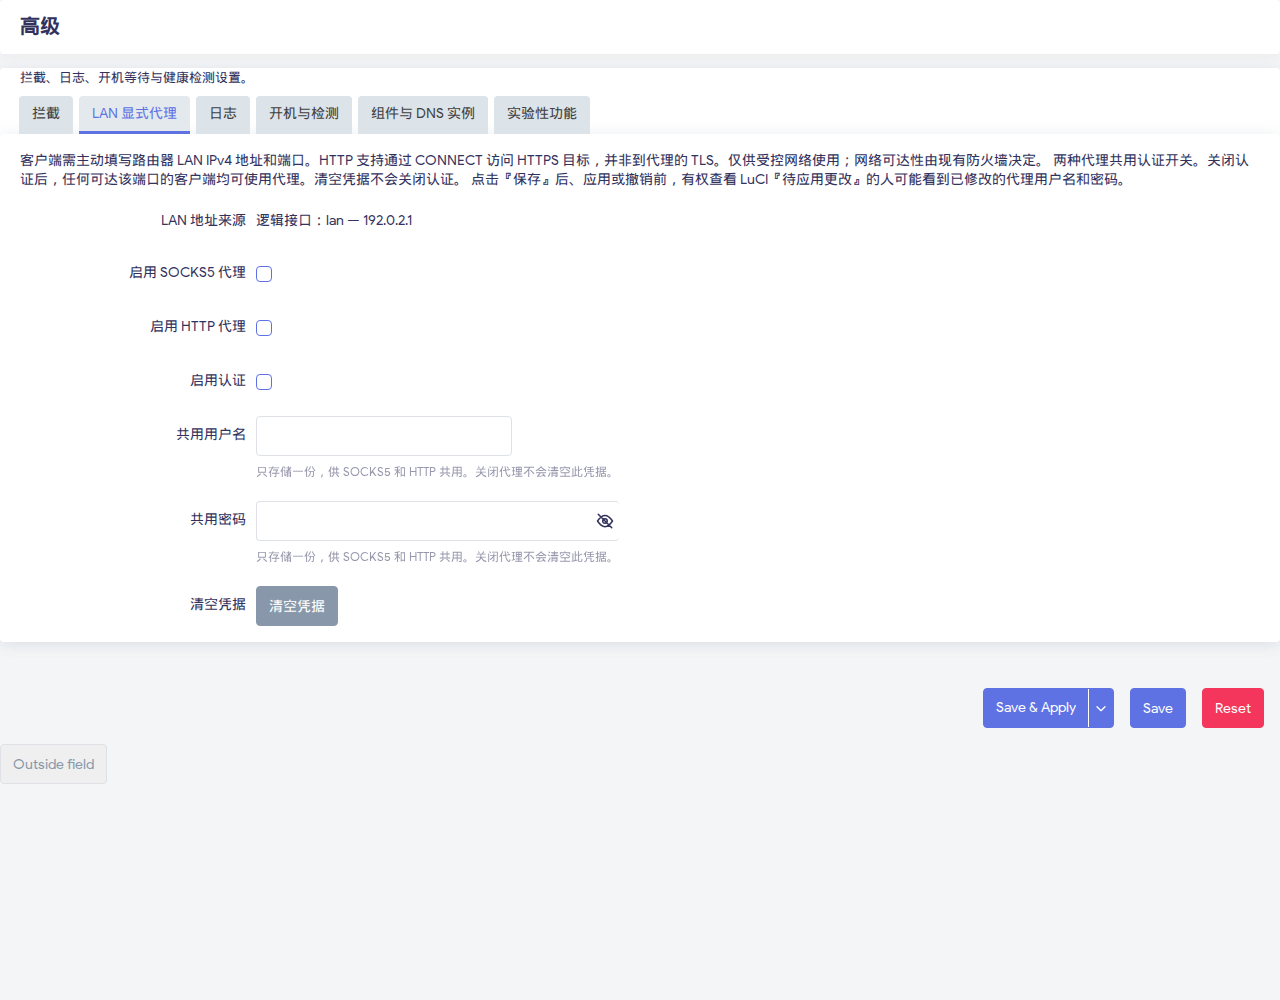 高级
拦截、日志、开机等待与健康检测设置。
拦截
LAN 显式代理
日志
开机与检测
组件与 DNS 实例
实验性功能
客户端需主动填写路由器 LAN IPv4 地址和端口。HTTP 支持通过 CONNECT 访问 HTTPS 目标，并非到代理的 TLS。仅供受控网络使用；网络可达性由现有防火墙决定。 两种代理共用认证开关。关闭认
证后，任何可达该端口的客户端均可使用代理。清空凭据不会关闭认证。 点击『保存』后、应用或撤销前，有权查看 LuCI『待应用更改』的人可能看到已修改的代理用户名和密码。
LAN 地址来源 逻辑接口：lan — 192.0.2.1
启用 SOCKS5 代理
启用 HTTP 代理
启用认证
共用用户名
只存储一份，供 SOCKS5 和 HTTP 共用。关闭代理不会清空此凭据。
共用密码
只存储一份，供 SOCKS5 和 HTTP 共用。关闭代理不会清空此凭据。
清空凭据 清空凭据
Save & Apply
Save
Reset
Outside field